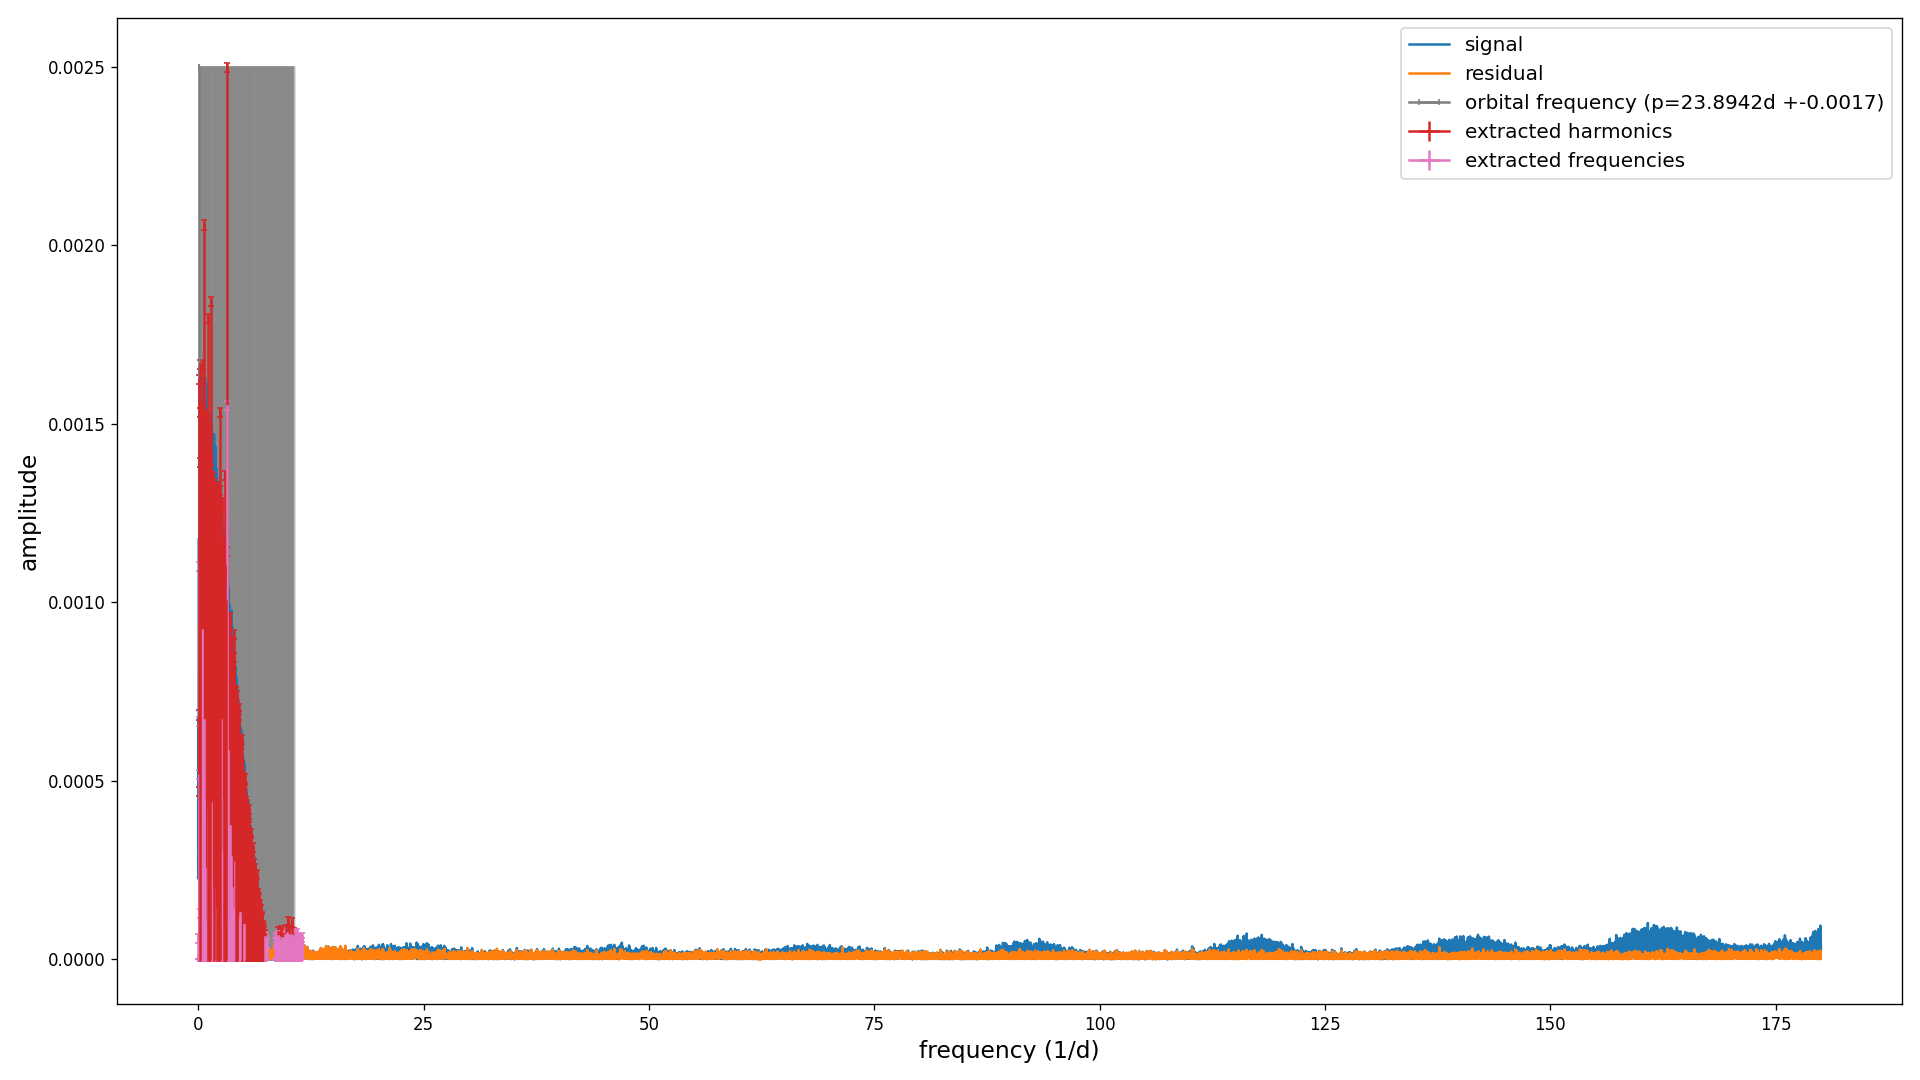 signal
residual
orbital frequency (p=23.8942d +-0.0017)
extracted harmonics
extracted frequencies
0.0025
0.0020
0.0015
0.0010
0.0005
0.0000
amplitude
0 25 50 75 100 125 150 175
frequency (1/d)